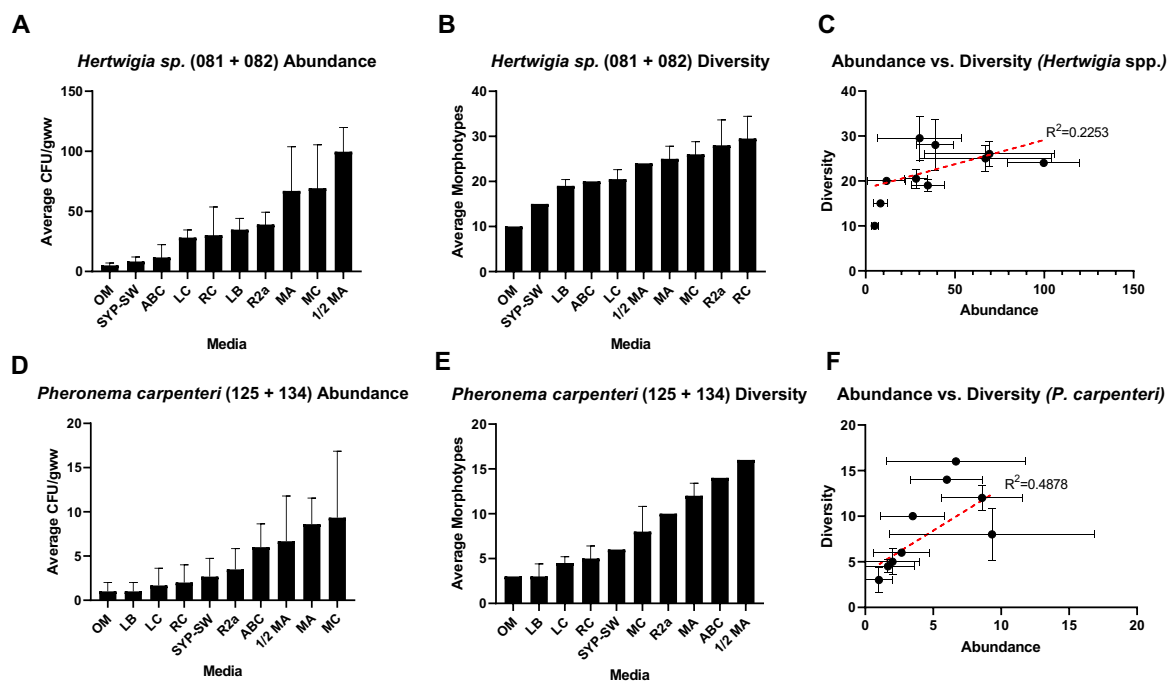 A
Hertwigia sp. (081 + 082) Abundance
Average CFU/gww
150
100
50
0
OM
SYP-SW
ABC
LC
RC
LB
R2a
MA
MC
1/2 MA
Media
B
Hertwigia sp. (081 + 082) Diversity
Average Morphotypes
40
30
20
10
0
OM
SYP-SW
LB
ABC
LC
1/2 MA
MA
MC
R2a
RC
Media
C
Abundance vs. Diversity (Hertwigia spp.)
Diversity
40
30
20
10
0
R2=0.2253
0
50
100
150
Abundance
D
Pheronema carpenteri (125 + 134) Abundance
Average CFU/gww
20
15
10
5
0
OM
LB
LC
RC
SYP-SW
R2a
ABC
1/2 MA
MA
MC
Media
E
Pheronema carpenteri (125 + 134) Diversity
Average Morphotypes
20
15
10
5
0
OM
LB
LC
RC
SYP-SW
MC
R2a
MA
ABC
1/2 MA
Media
F
Abundance vs. Diversity (P. carpenteri)
Diversity
20
15
10
5
0
R2=0.4878
0
5
10
15
20
Abundance